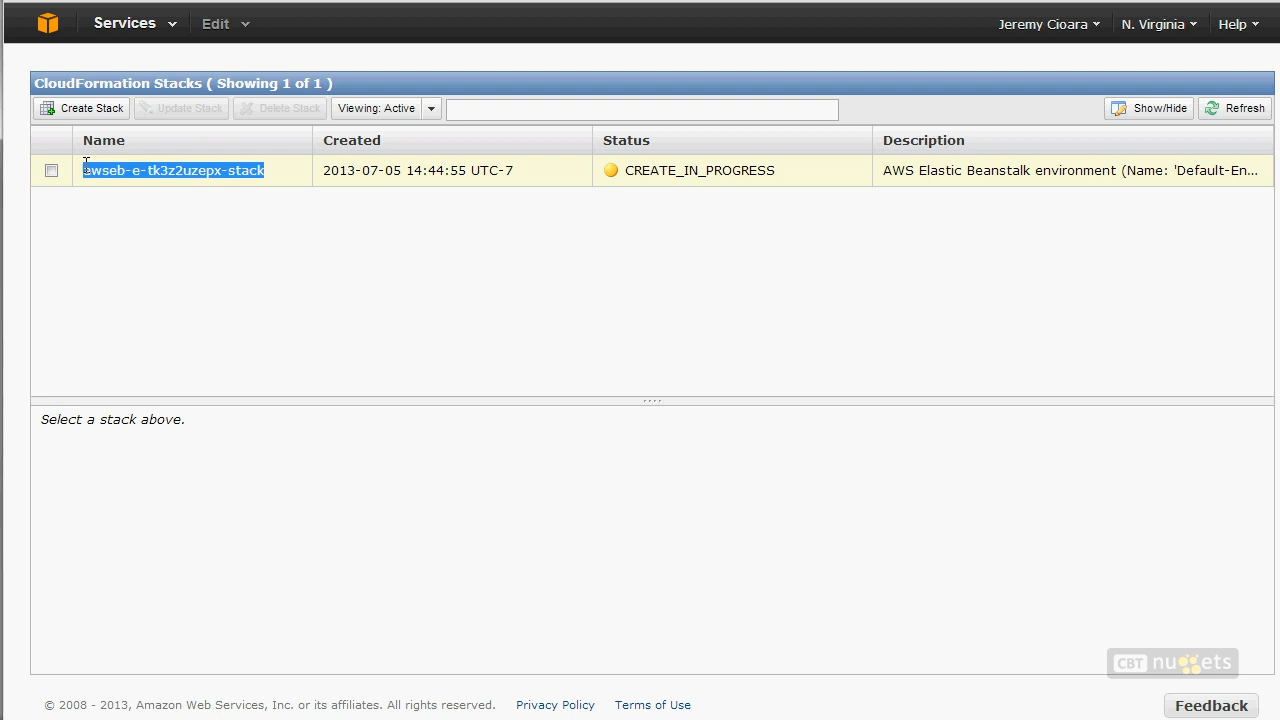 Services Edit Jeremy Cioara N. Virginia Help
CloudFormation Stacks ( Showing 1 of 1 )
Create Stack Update Stack Delete Stack Viewing: Active Show/Hide Refresh
Name Created Status Description
awseb-e-tk3z2uzepx-stack 2013-07-05 14:44:55 UTC-7 CREATE_IN_PROGRESS AWS Elastic Beanstalk environment (Name: 'Default-En...
Select a stack above.
CBT nuggets
© 2008 - 2013, Amazon Web Services, Inc. or its affiliates. All rights reserved. Privacy Policy Terms of Use Feedback